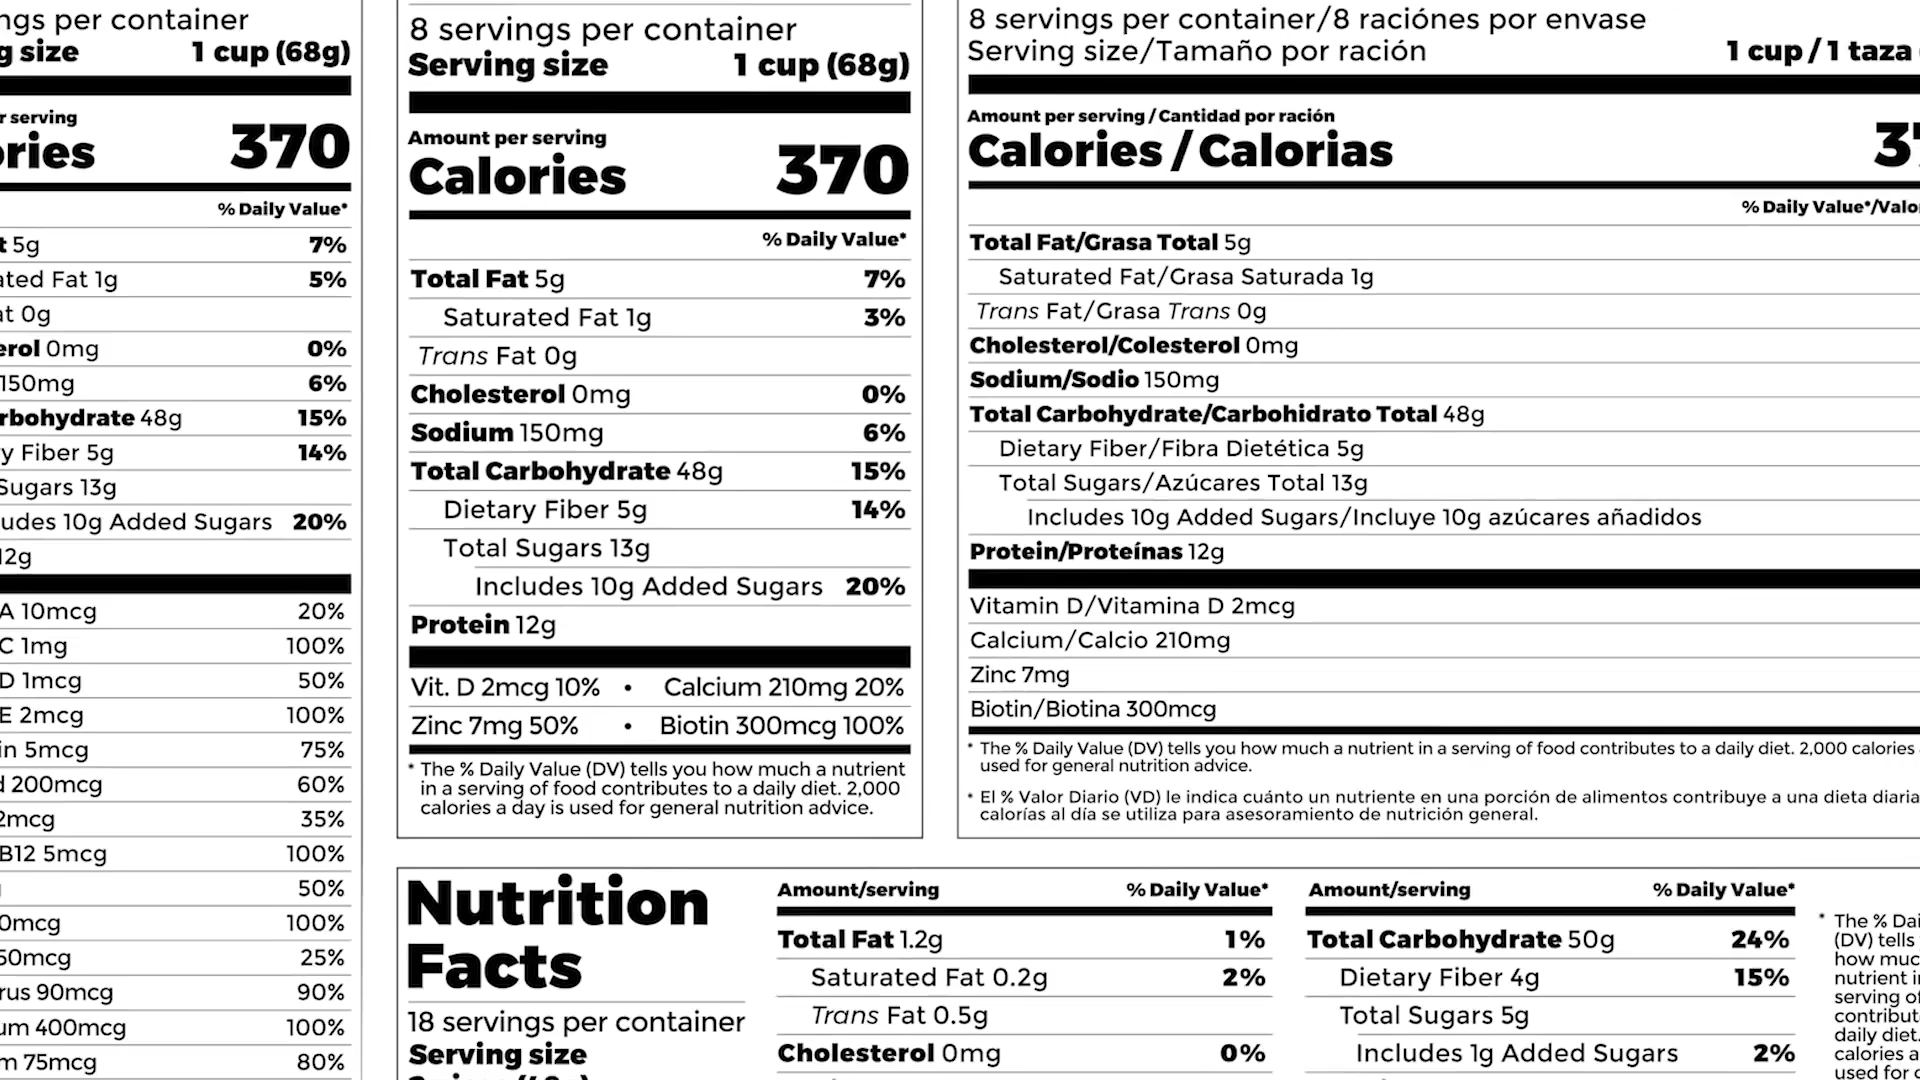 ngs per container
g size 1 cup (68g)
r serving
ories 370
% Daily Value*
t 5g 7%
ated Fat 1g 5%
at 0g
erol 0mg 0%
150mg 6%
rbohydrate 48g 15%
y Fiber 5g 14%
Sugars 13g
udes 10g Added Sugars 20%
12g
A 10mcg 20%
C 1mg 100%
D 1mcg 50%
E 2mcg 100%
in 5mcg 75%
d 200mcg 60%
2mcg 35%
B12 5mcg 100%
50%
0mcg 100%
50mcg 25%
rus 90mcg 90%
um 400mcg 100%
m 75mcg 80%
8 servings per container
Serving size 1 cup (68g)
Amount per serving
Calories 370
% Daily Value*
Total Fat 5g 7%
Saturated Fat 1g 3%
Trans Fat 0g
Cholesterol 0mg 0%
Sodium 150mg 6%
Total Carbohydrate 48g 15%
Dietary Fiber 5g 14%
Total Sugars 13g
Includes 10g Added Sugars 20%
Protein 12g
Vit. D 2mcg 10% • Calcium 210mg 20%
Zinc 7mg 50% • Biotin 300mcg 100%
* The % Daily Value (DV) tells you how much a nutrient
in a serving of food contributes to a daily diet. 2,000
calories a day is used for general nutrition advice.
8 servings per container/8 raciónes por envase
Serving size/Tamaño por ración 1 cup / 1 taza
Amount per serving / Cantidad por ración
Calories / Calorias 37
% Daily Value*/Valo
Total Fat/Grasa Total 5g
Saturated Fat/Grasa Saturada 1g
Trans Fat/Grasa Trans 0g
Cholesterol/Colesterol 0mg
Sodium/Sodio 150mg
Total Carbohydrate/Carbohidrato Total 48g
Dietary Fiber/Fibra Dietética 5g
Total Sugars/Azúcares Total 13g
Includes 10g Added Sugars/Incluye 10g azúcares añadidos
Protein/Proteínas 12g
Vitamin D/Vitamina D 2mcg
Calcium/Calcio 210mg
Zinc 7mg
Biotin/Biotina 300mcg
* The % Daily Value (DV) tells you how much a nutrient in a serving of food contributes to a daily diet. 2,000 calories
used for general nutrition advice.
* El % Valor Diario (VD) le indica cuánto un nutriente en una porción de alimentos contribuye a una dieta diaria
calorías al día se utiliza para asesoramiento de nutrición general.
Nutrition
Facts
18 servings per container
Serving size
Amount/serving % Daily Value*
Total Fat 1.2g 1%
Saturated Fat 0.2g 2%
Trans Fat 0.5g
Cholesterol 0mg 0%
Amount/serving % Daily Value*
Total Carbohydrate 50g 24%
Dietary Fiber 4g 15%
Total Sugars 5g
Includes 1g Added Sugars 2%
* The % Dai
(DV) tells
how muc
nutrient i
serving of
contribut
daily diet.
calories a
used for